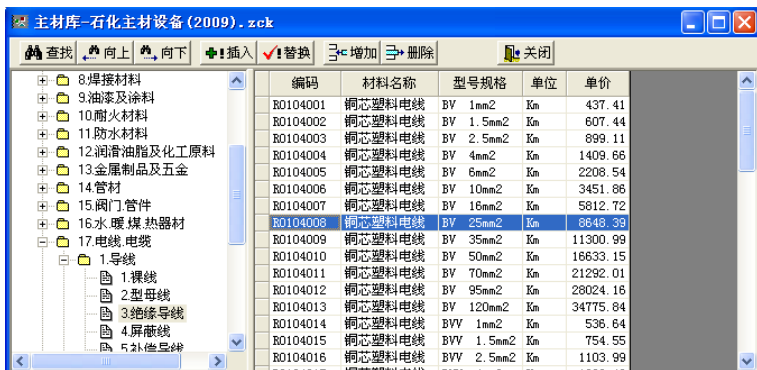 主材库-石化主材设备(2009).zck
查找 向上 向下 插入 替换 增加 删除 关闭
8.焊接材料
9.油漆及涂料
10.耐火材料
11.防水材料
12.润滑油脂及化工原料
13.金属制品及五金
14.管材
15.阀门.管件
16.水.暖.煤.热器材
17.电线.电缆
1.导线
1.裸线
2.型母线
3.绝缘导线
4.屏蔽线
5.补偿导线
编码 材料名称 型号规格 单位 单价
R0104001 铜芯塑料电线 BV 1mm2 Km 437.41
R0104002 铜芯塑料电线 BV 1.5mm2 Km 607.44
R0104003 铜芯塑料电线 BV 2.5mm2 Km 899.11
R0104004 铜芯塑料电线 BV 4mm2 Km 1409.66
R0104005 铜芯塑料电线 BV 6mm2 Km 2208.54
R0104006 铜芯塑料电线 BV 10mm2 Km 3451.86
R0104007 铜芯塑料电线 BV 16mm2 Km 5812.72
R0104008 铜芯塑料电线 BV 25mm2 Km 8648.39
R0104009 铜芯塑料电线 BV 35mm2 Km 11300.99
R0104010 铜芯塑料电线 BV 50mm2 Km 16633.15
R0104011 铜芯塑料电线 BV 70mm2 Km 21292.01
R0104012 铜芯塑料电线 BV 95mm2 Km 28024.16
R0104013 铜芯塑料电线 BV 120mm2 Km 34775.84
R0104014 铜芯塑料电线 BVV 1mm2 Km 536.64
R0104015 铜芯塑料电线 BVV 1.5mm2 Km 754.55
R0104016 铜芯塑料电线 BVV 2.5mm2 Km 1103.99